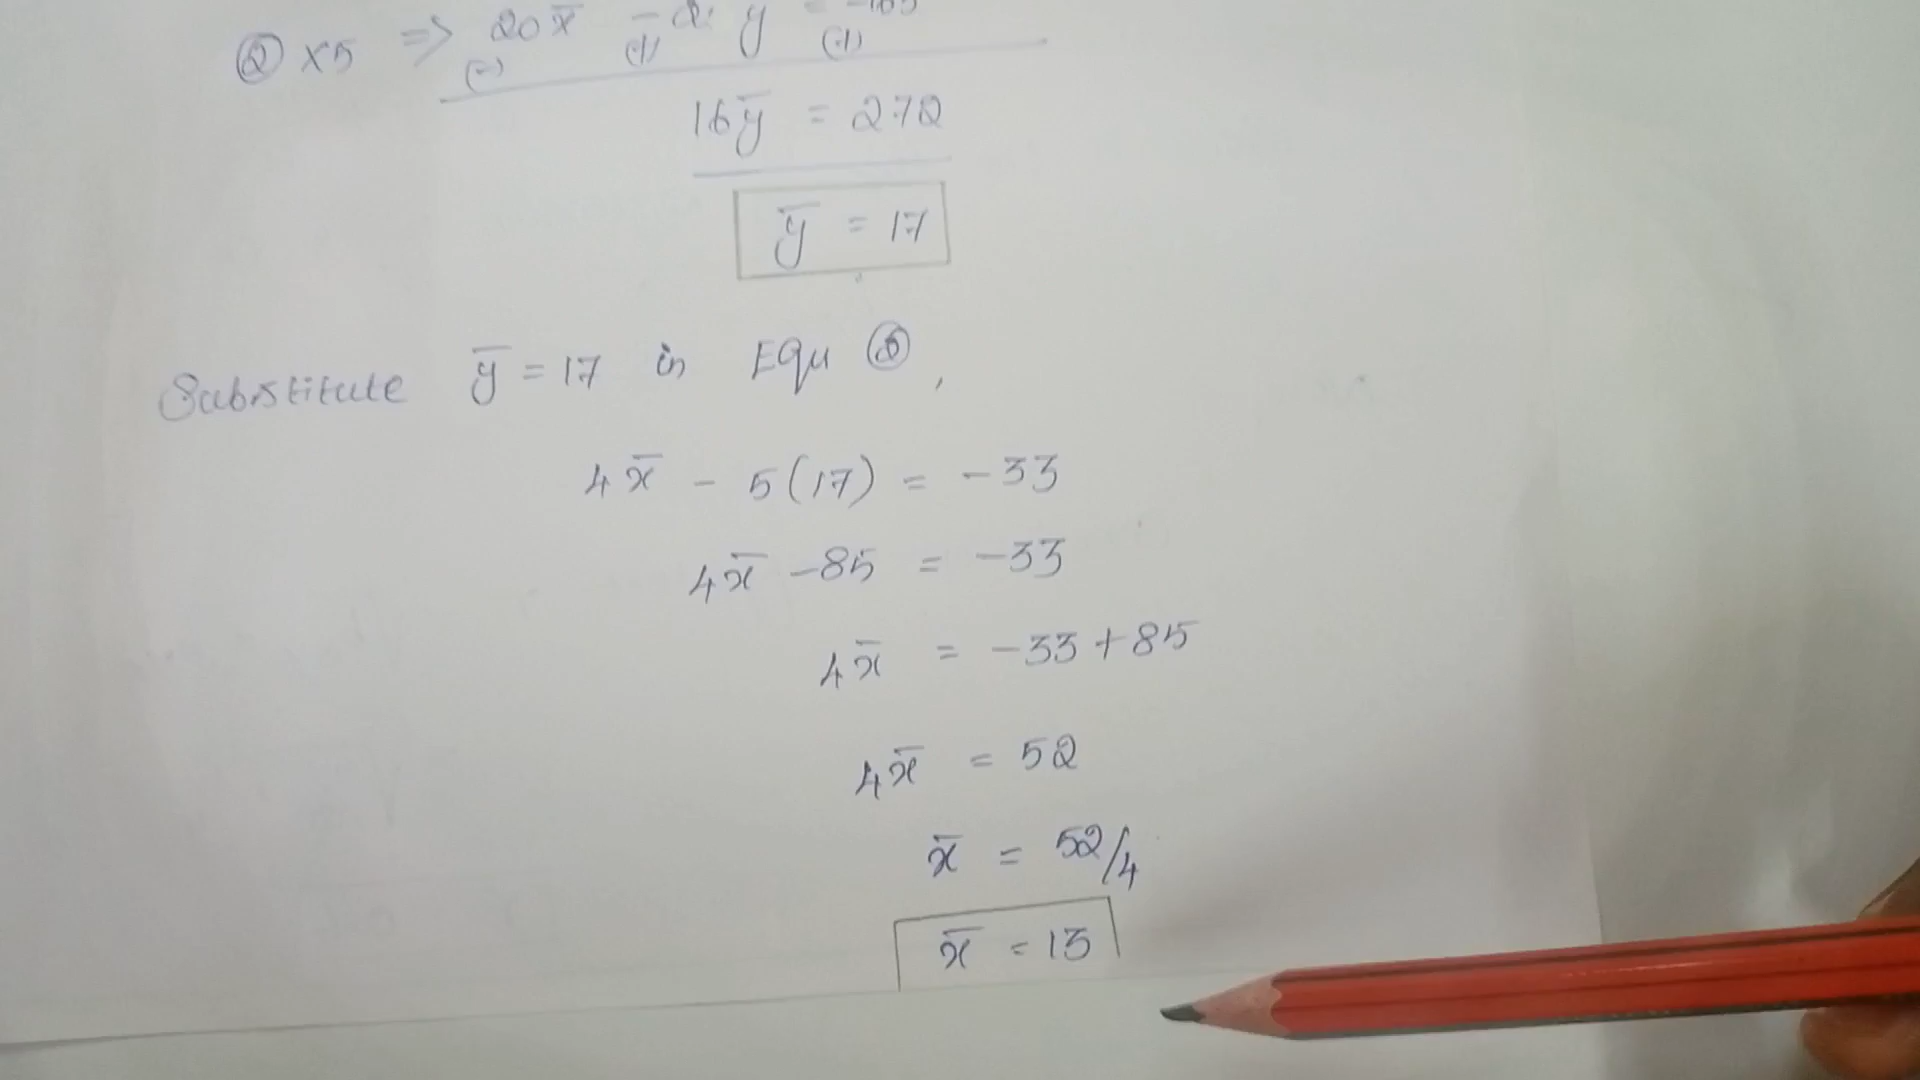 ② ×5 ⇒ 20x̄ - y =
(-) (+) (+)
16ȳ = 272
ȳ = 17
Substitute ȳ = 17 in Equ
4x̄ - 5(17) = -33
4x̄ - 85 = -33
4x̄ = -33 + 85
4x̄ = 52
x̄ = 52/4
x̄ = 13